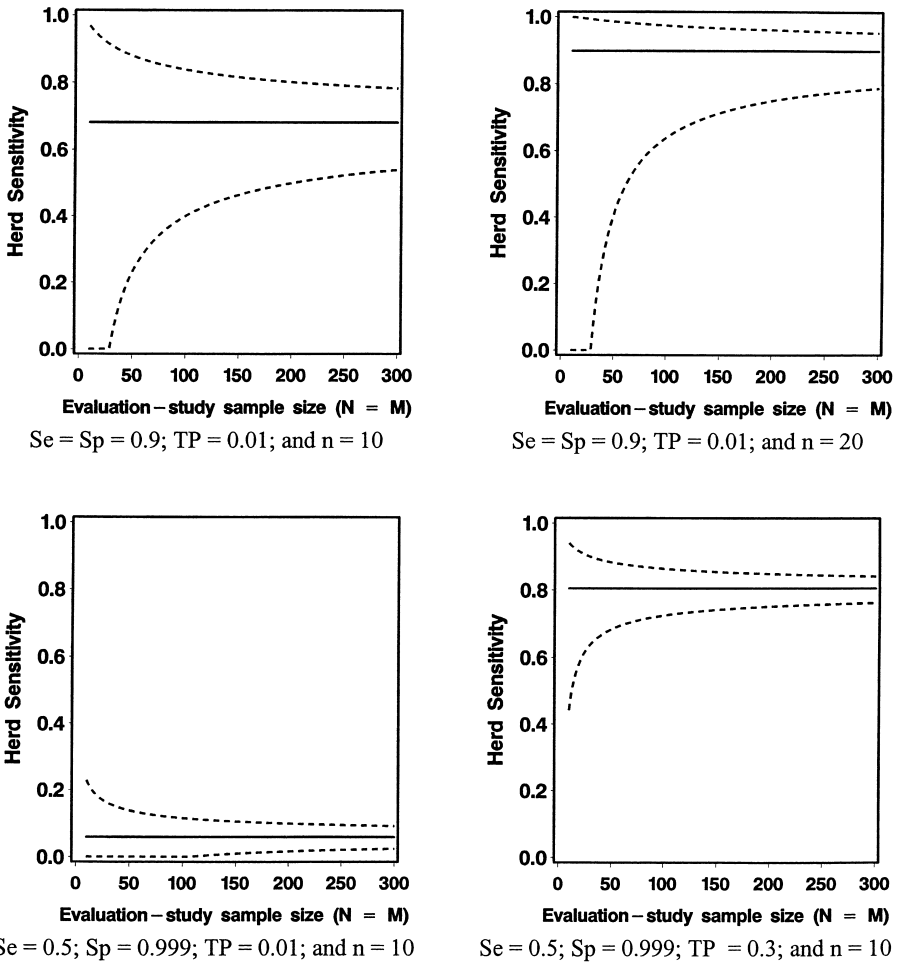 1.0
0.8
0.6
0.4
0.2
0.0
Herd Sensitivity
0 50 100 150 200 250 300
Evaluation–study sample size (N = M)
Se = Sp = 0.9; TP = 0.01; and n = 10
1.0
0.8
0.6
0.4
0.2
0.0
Herd Sensitivity
0 50 100 150 200 250 300
Evaluation–study sample size (N = M)
Se = Sp = 0.9; TP = 0.01; and n = 20
1.0
0.8
0.6
0.4
0.2
0.0
Herd Sensitivity
0 50 100 150 200 250 300
Evaluation–study sample size (N = M)
Se = 0.5; Sp = 0.999; TP = 0.01; and n = 10
1.0
0.8
0.6
0.4
0.2
0.0
Herd Sensitivity
0 50 100 150 200 250 300
Evaluation–study sample size (N = M)
Se = 0.5; Sp = 0.999; TP = 0.3; and n = 10